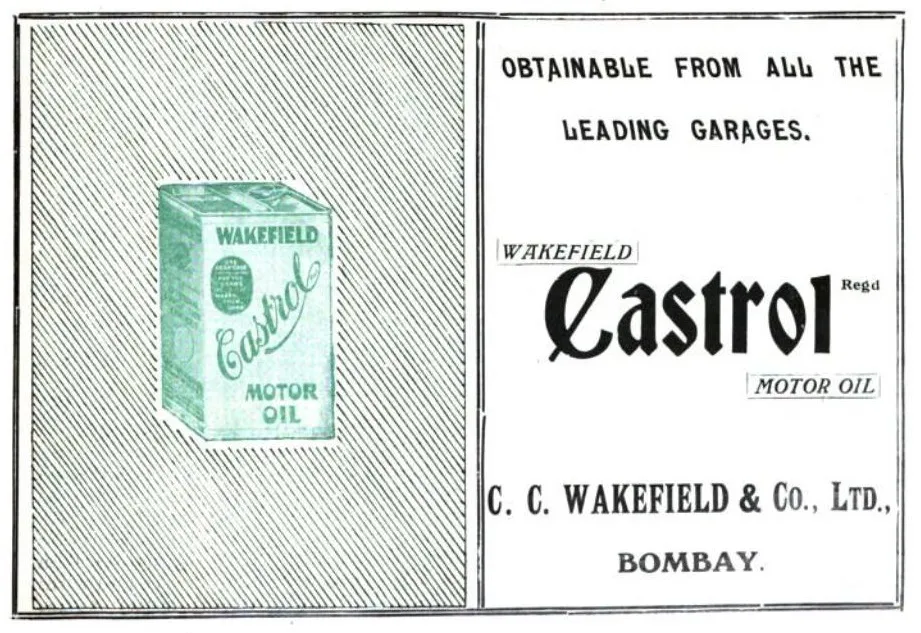 WAKEFIELD
Castrol
MOTOR
OIL
OBTAINABLE FROM ALL THE
LEADING GARAGES.
WAKEFIELD
Castrol Regd
MOTOR OIL
C. C. WAKEFIELD & Co., LTD.,
BOMBAY.